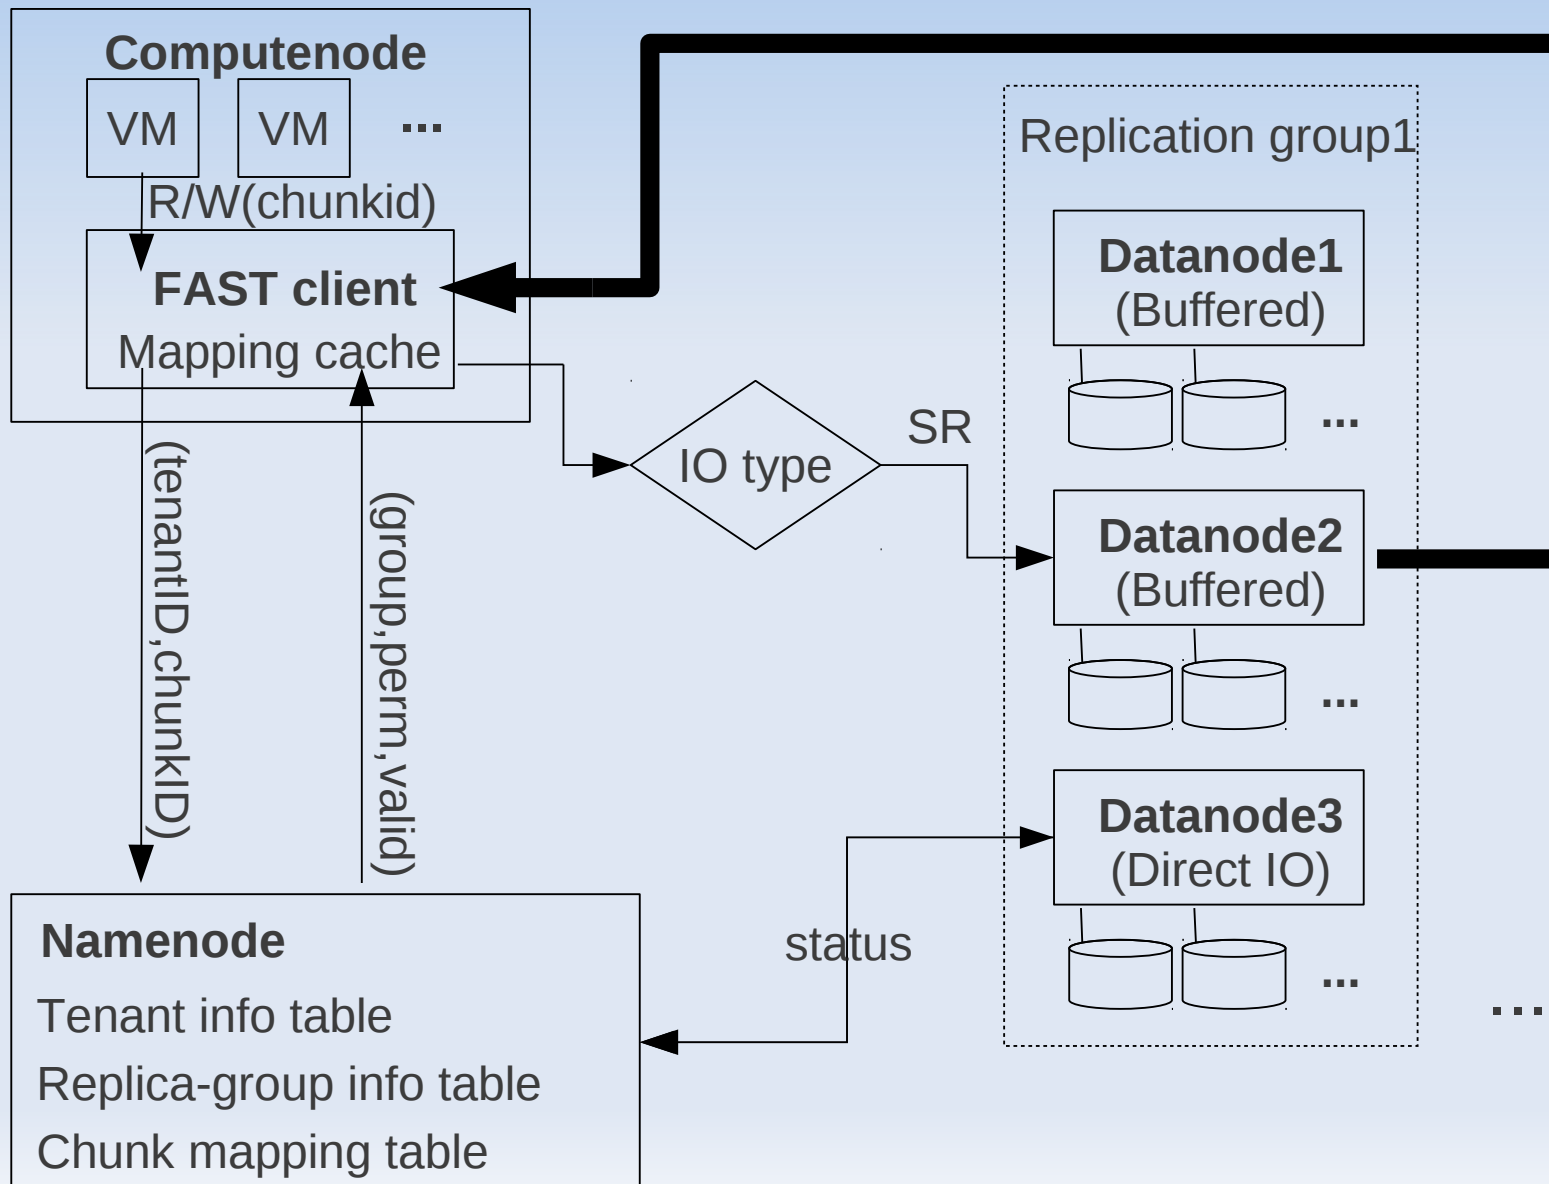 Computenode
VM
VM
...
R/W(chunkid)
FAST client
Mapping cache
(tenantID,chunkID)
(group,perm,valid)
IO type
SR
Replication group1
Datanode1
(Buffered)
...
Datanode2
(Buffered)
...
Datanode3
(Direct IO)
...
...
status
Namenode
Tenant info table
Replica-group info table
Chunk mapping table